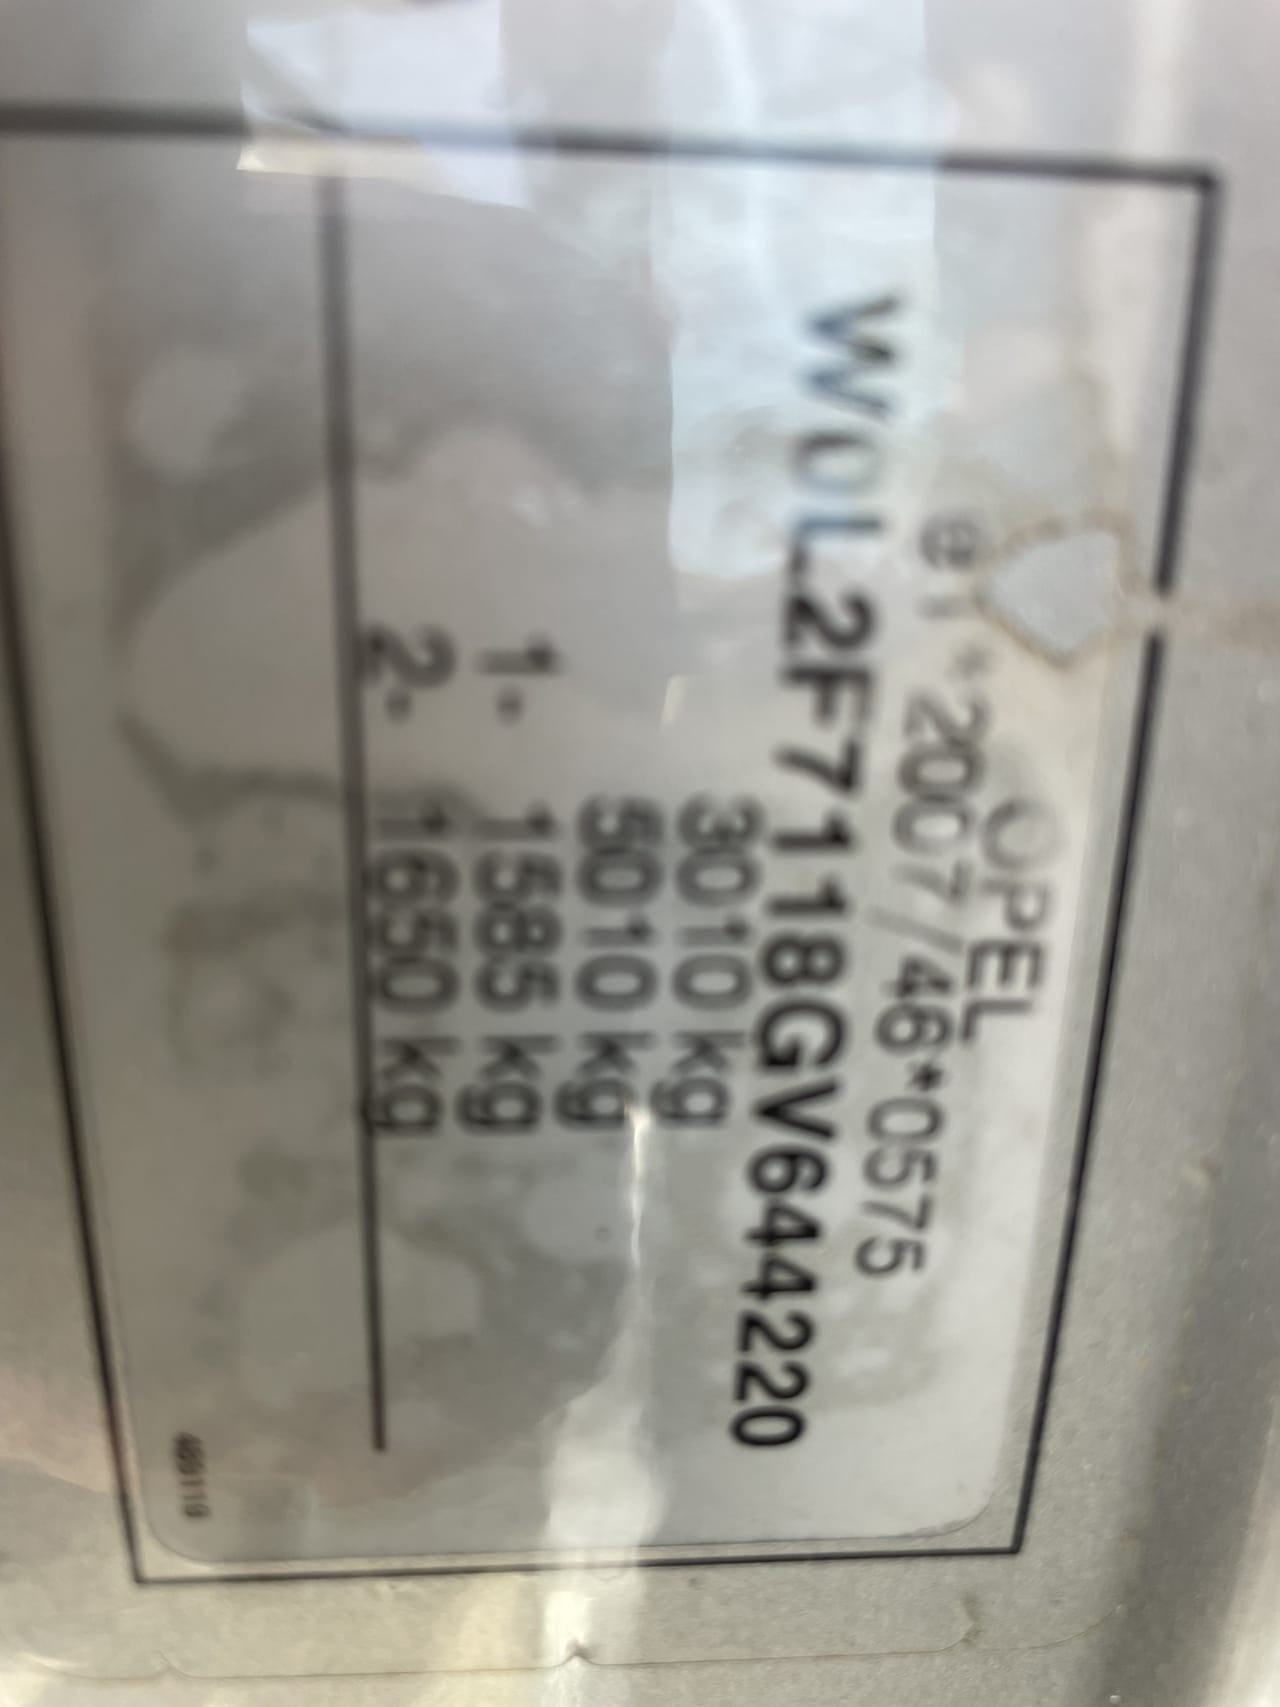 OPEL
e1*2007/46*0575
W0L2F7118GV644220
3010 kg
5010 kg
1- 1585 kg
2- 1650 kg